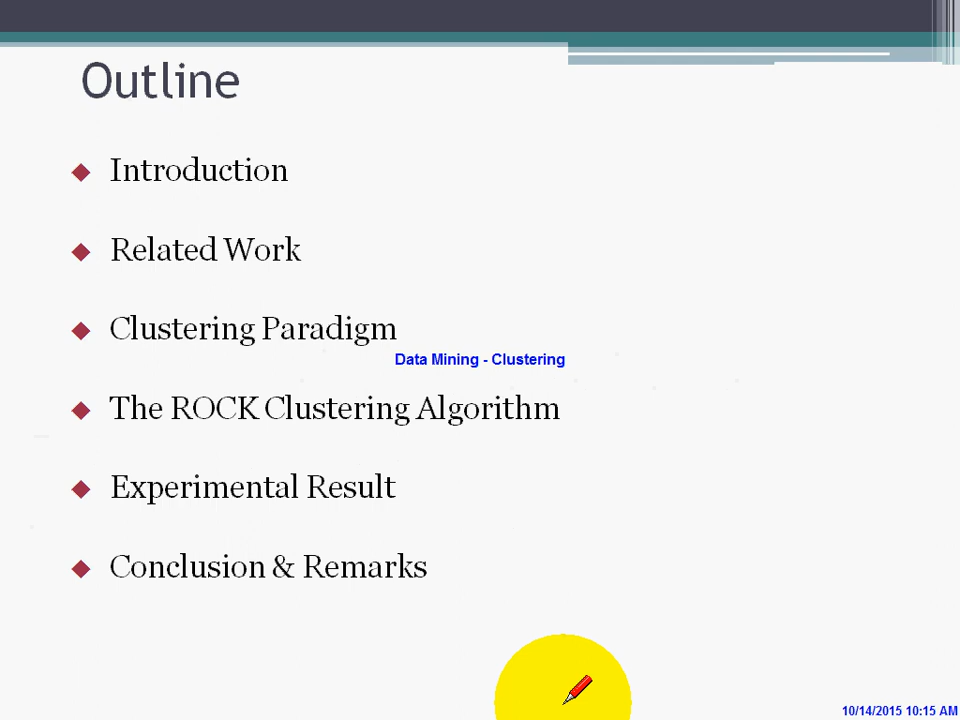 Outline
Introduction
Related Work
Clustering Paradigm
Data Mining - Clustering
The ROCK Clustering Algorithm
Experimental Result
Conclusion & Remarks
10/14/2015 10:15 AM